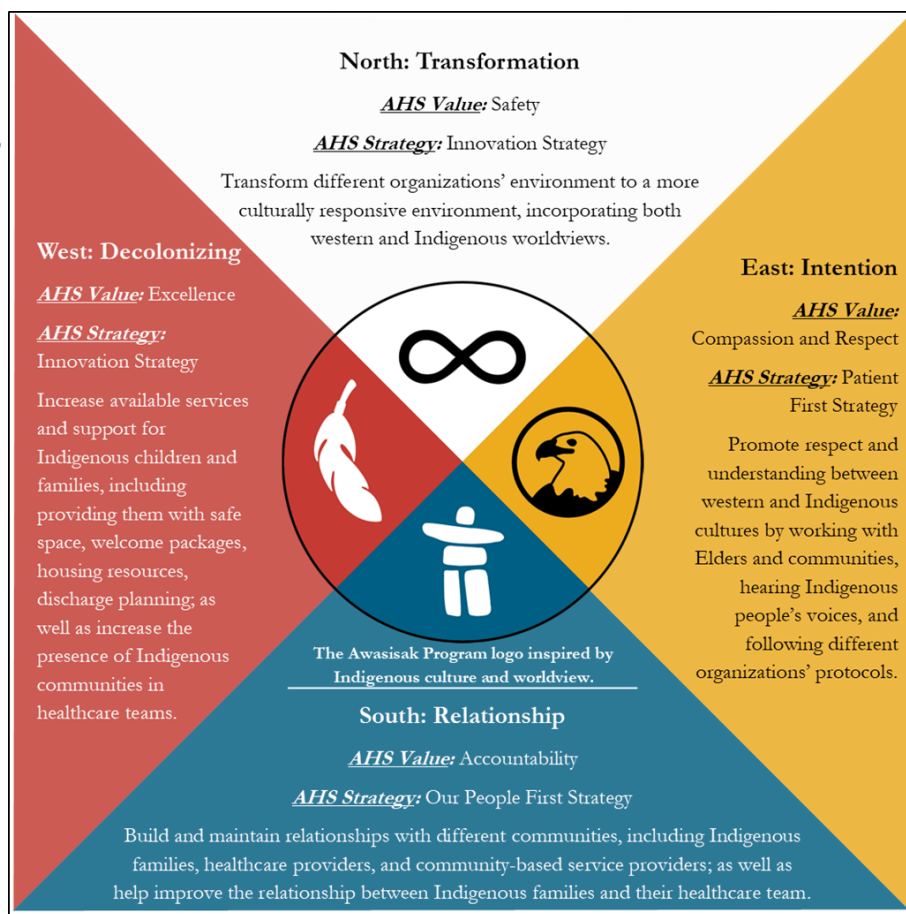 North: Transformation
AHS Value: Safety
AHS Strategy: Innovation Strategy
Transform different organizations’ environment to a more
culturally responsive environment, incorporating both
western and Indigenous worldviews.
West: Decolonizing
AHS Value: Excellence
AHS Strategy:
Innovation Strategy
Increase available services
and support for
Indigenous children and
families, including
providing them with safe
space, welcome packages,
housing resources,
discharge planning; as
well as increase the
presence of Indigenous
communities in
healthcare teams.
East: Intention
AHS Value:
Compassion and Respect
AHS Strategy: Patient
First Strategy
Promote respect and
understanding between
western and Indigenous
cultures by working with
Elders and communities,
hearing Indigenous
people’s voices, and
following different
organizations’ protocols.
The Awasisak Program logo inspired by
Indigenous culture and worldview.
South: Relationship
AHS Value: Accountability
AHS Strategy: Our People First Strategy
Build and maintain relationships with different communities, including Indigenous
families, healthcare providers, and community-based service providers; as well as
help improve the relationship between Indigenous families and their healthcare team.